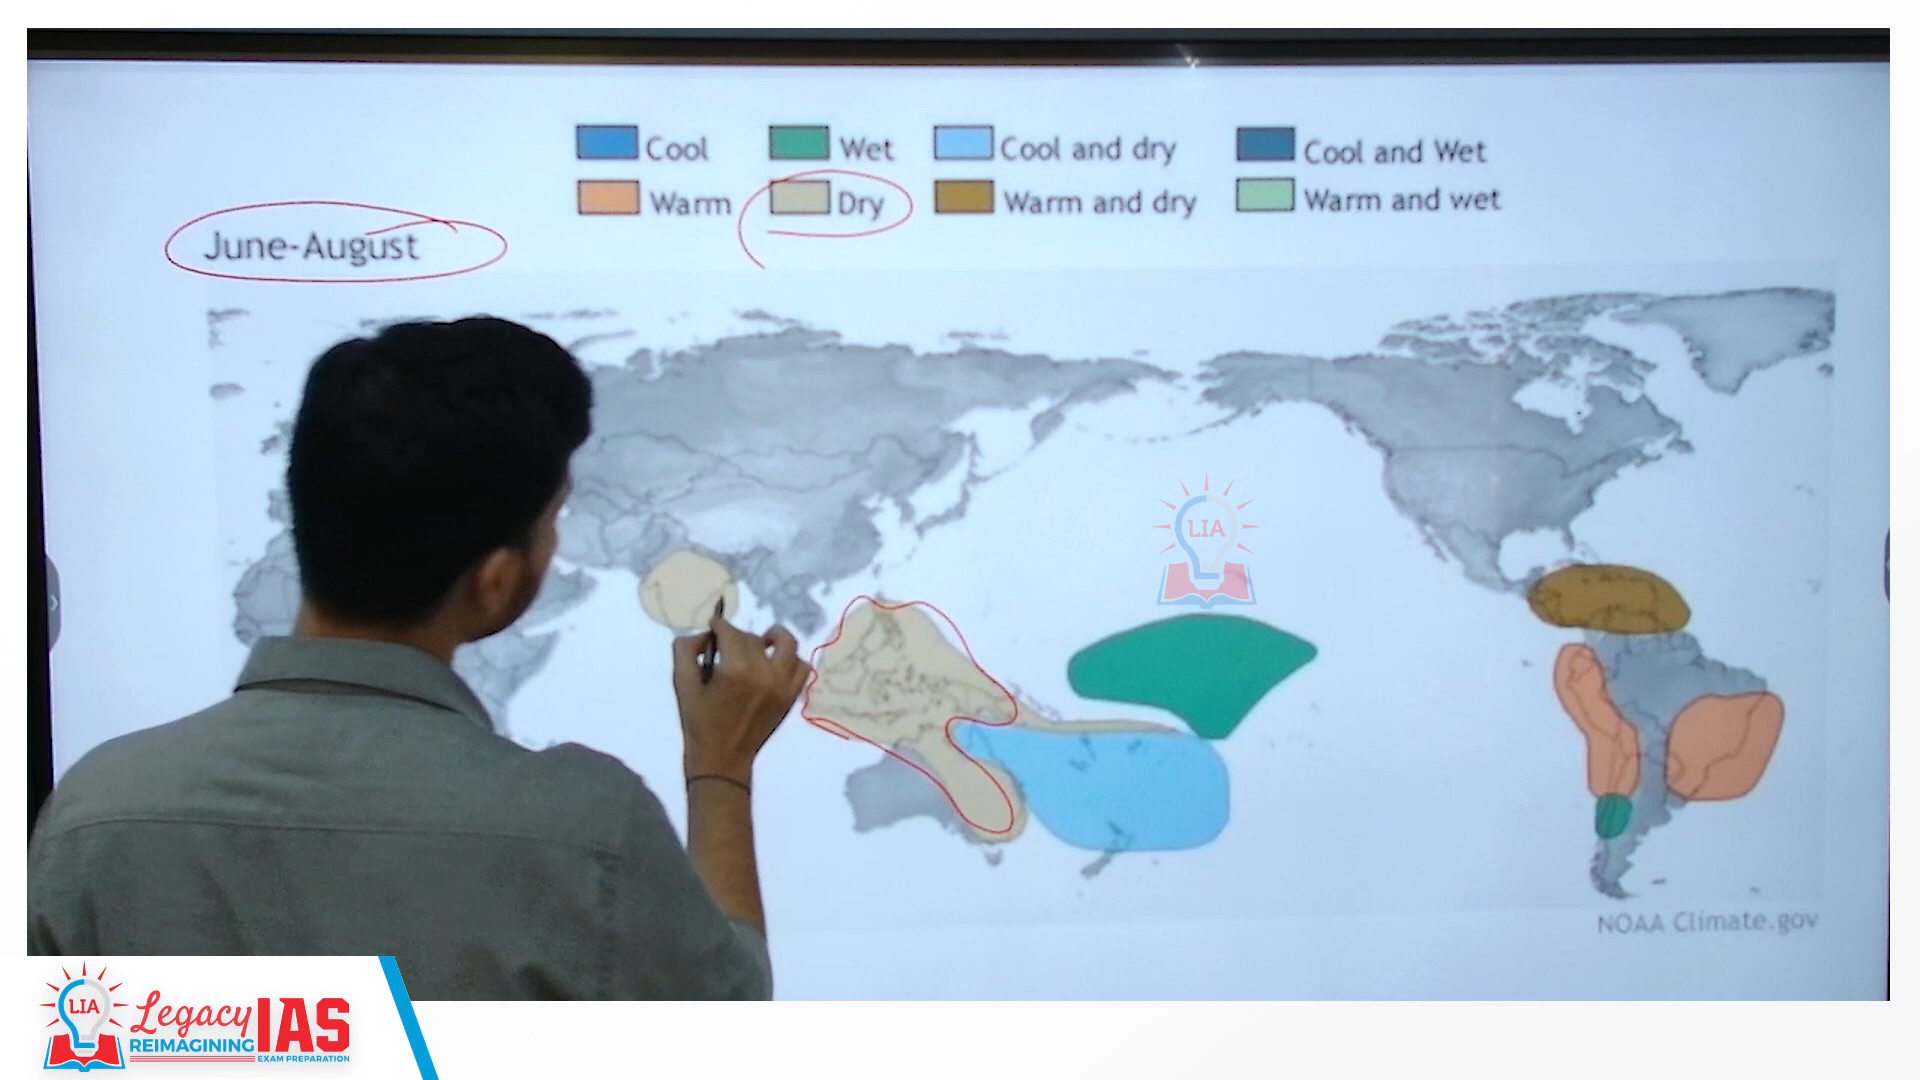 Cool Wet Cool and dry Cool and Wet
Warm Dry Warm and dry Warm and wet
June-August
LIA
NOAA Climate.gov
LIA Legacy IAS
REIMAGINING EXAM PREPARATION